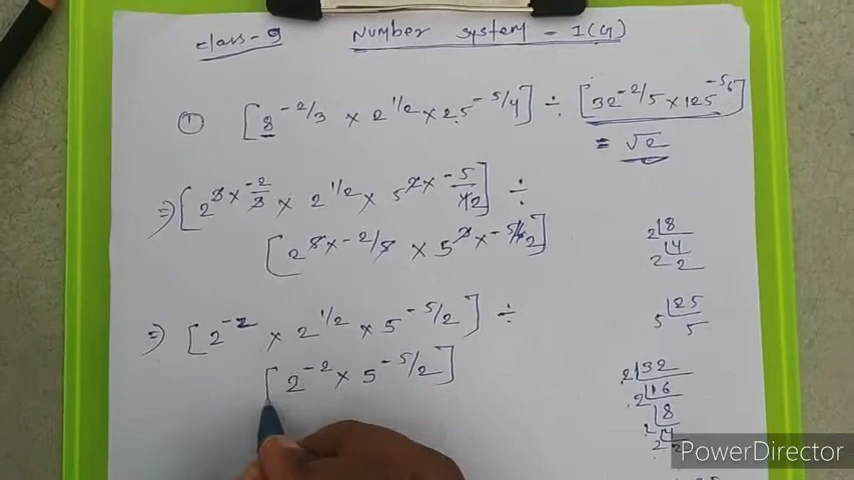 class-9 Number system - 1(G)
① [8^-2/3 × 2^1/2 × 25^-5/4] ÷ [32^-2/5 × 125^-5/6]
= √2
⇒ [2^3×-2/3 × 2^1/2 × 5^2×-5/42] ÷
[2^5×-2/5 × 5^3×-5/62]
⇒ [2^-2 × 2^1/2 × 5^-5/2] ÷
[2^-2 × 5^-5/2]
2|8
2|4
2
5|25
5
2|32
2|16
2|8
2|4
2
PowerDirector